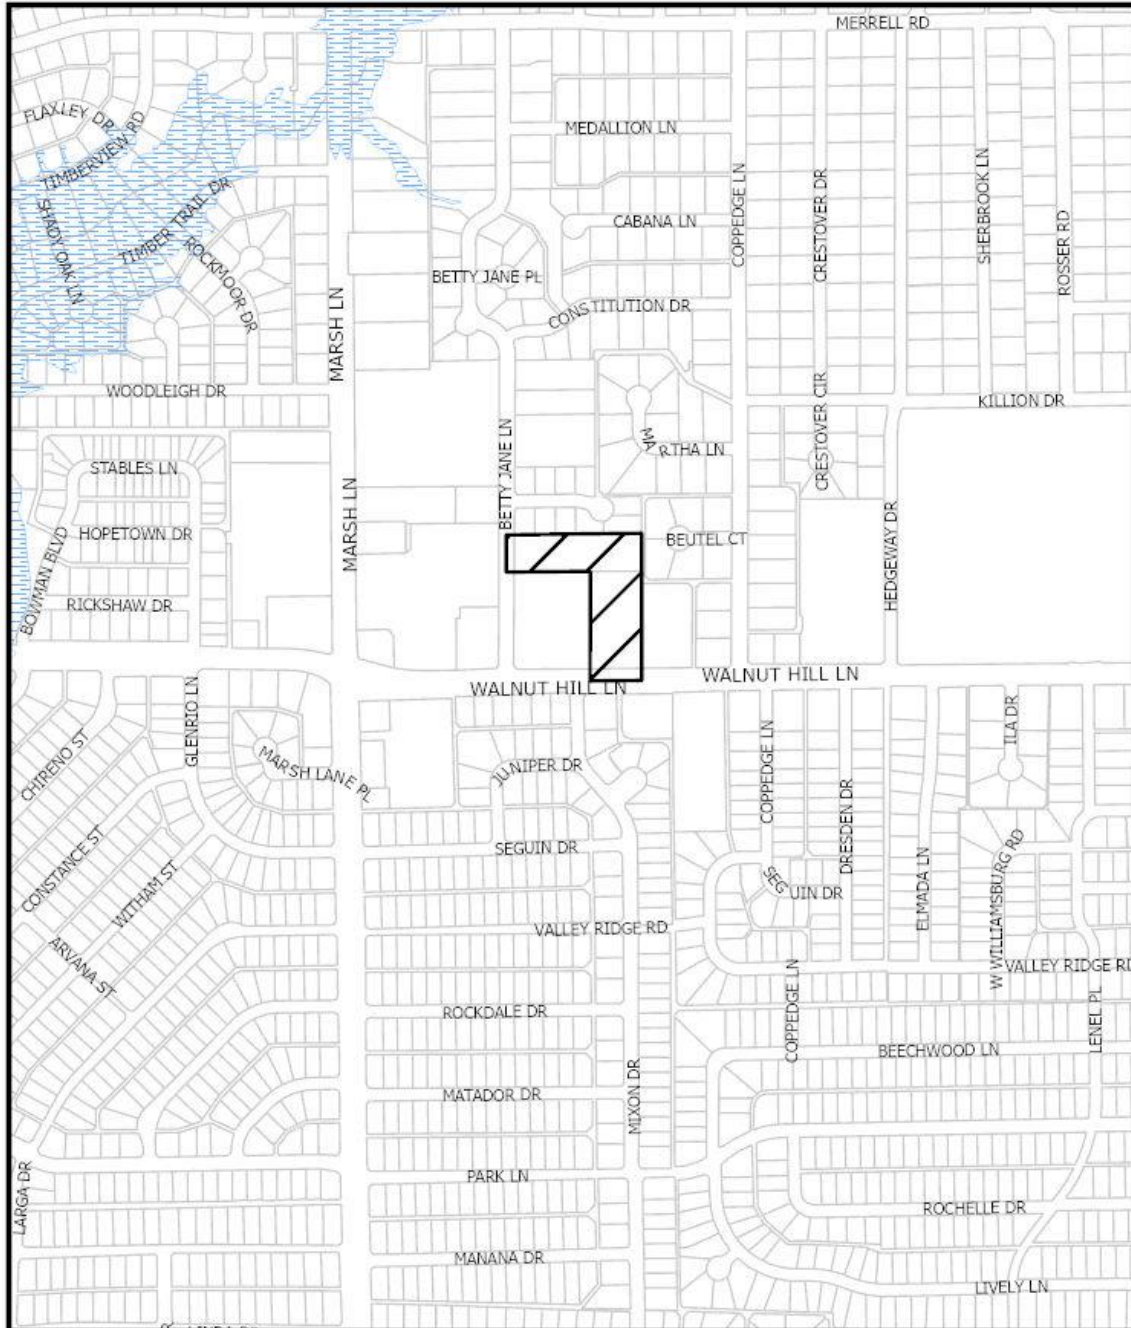 MERRELL RD
FLAXLEY DR
TIMBERVIEW RD
MEDALLION LN
TIMBER TRAIL DR
SHADY OAK LN
ROCKMOOR DR
COPPEDGE LN
CRESTOVER DR
SHERBROOK LN
ROSSER RD
CABANA LN
BETTY JANE PL
CONSTITUTION DR
MARSH LN
WOODLEIGH DR
KILLION DR
CRESTOVER CIR
BETTY JANE LN
MARTHA LN
STABLES LN
MARSH LN
HOPETOWN DR
BOWMAN BLVD
BEUTEL CT
HEDGEWAY DR
RICKSHAW DR
WALNUT HILL LN
WALNUT HILL LN
GLENRIO LN
CHIRENO ST
MARSH LANE PL
JUNIPER DR
COPPEDGE LN
ILA DR
DRESDEN DR
SEGUIN DR
CONSTANCE ST
WITHAM ST
SEGUIN DR
ELMADA LN
W WILLIAMSBURG RD
VALLEY RIDGE RD
ARVANA ST
VALLEY RIDGE RD
COPPEDGE LN
LENEL PL
ROCKDALE DR
BEECHWOOD LN
MATADOR DR
MIXON DR
PARK LN
LARGA DR
ROCHELLE DR
MANANA DR
LIVELY LN